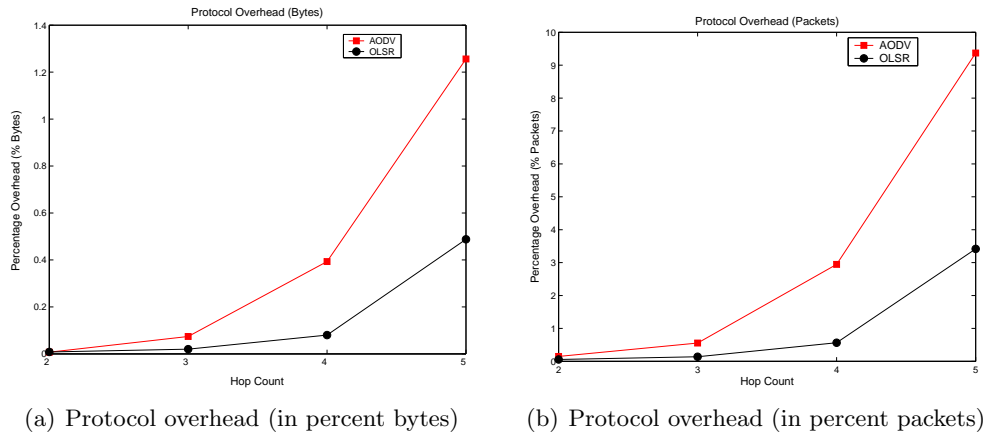 Protocol Overhead (Bytes)
1.4
1.2
1
0.8
0.6
0.4
0.2
0
Percentage Overhead (% Bytes)
AODV
OLSR
2
3
4
5
Hop Count
(a) Protocol overhead (in percent bytes)
Protocol Overhead (Packets)
10
9
8
7
6
5
4
3
2
1
0
Percentage Overhead (% Packets)
AODV
OLSR
2
3
4
5
Hop Count
(b) Protocol overhead (in percent packets)